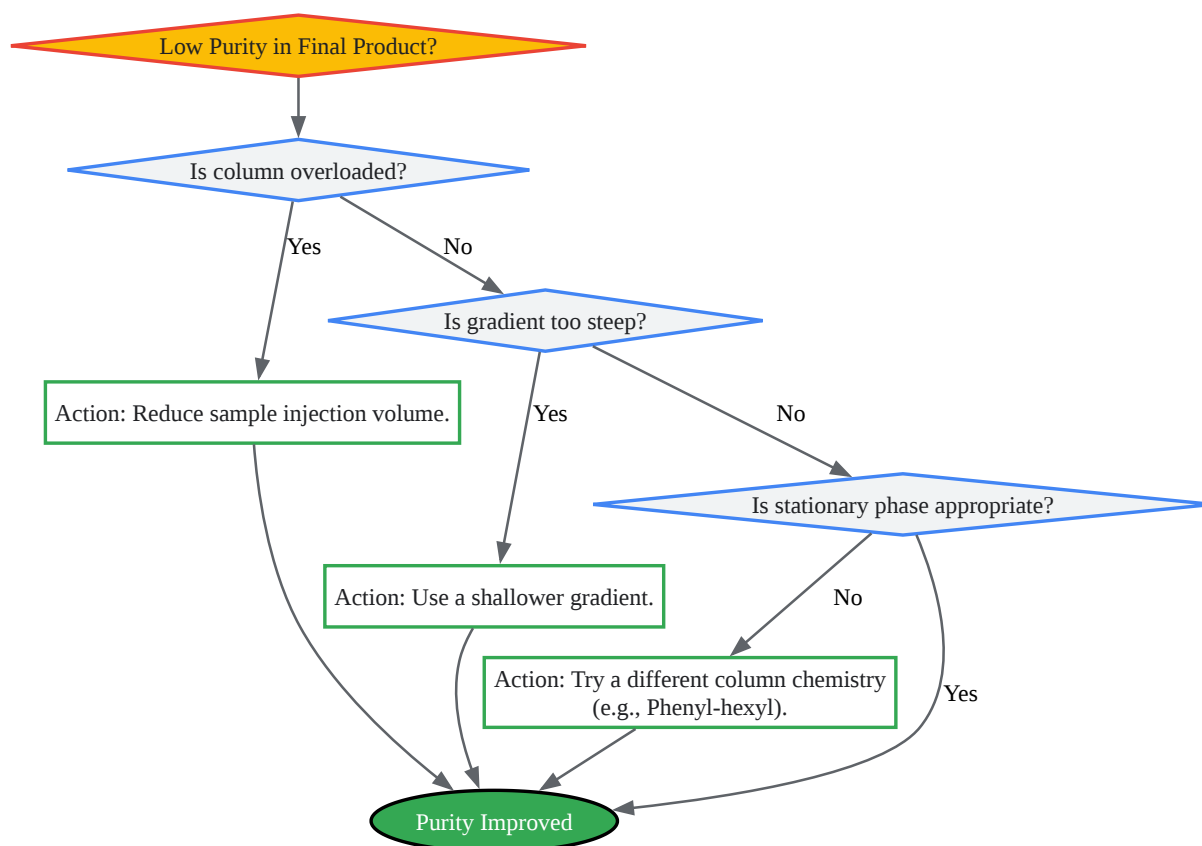 Low Purity in Final Product?
Is column overloaded?
Yes
No
Is gradient too steep?
Action: Reduce sample injection volume.
Yes
No
Is stationary phase appropriate?
Action: Use a shallower gradient.
No
Action: Try a different column chemistry
(e.g., Phenyl-hexyl).
Yes
Purity Improved